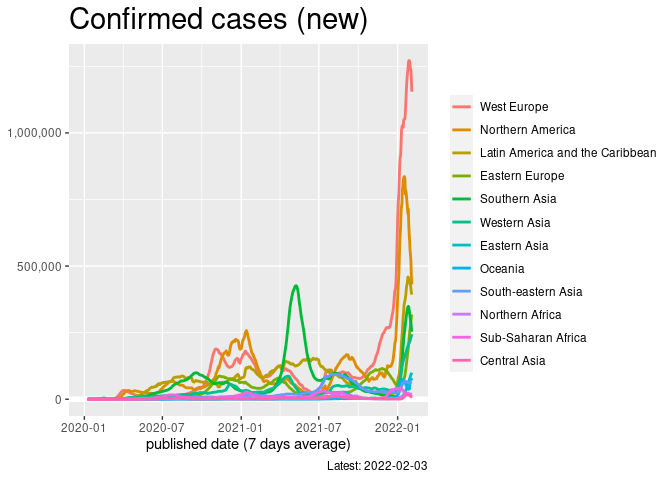 Confirmed cases (new)
1,000,000
500,000
0
2020-01
2020-07
2021-01
2021-07
2022-01
published date (7 days average)
Latest: 2022-02-03
West Europe
Northern America
Latin America and the Caribbean
Eastern Europe
Southern Asia
Western Asia
Eastern Asia
Oceania
South-eastern Asia
Northern Africa
Sub-Saharan Africa
Central Asia